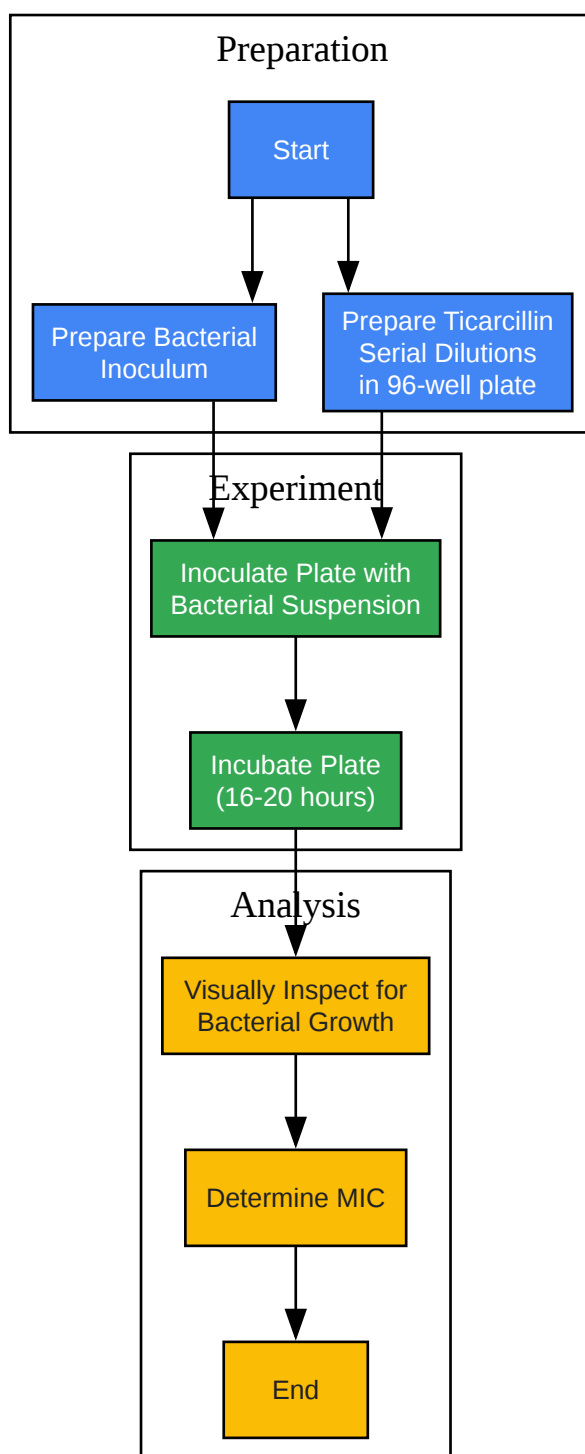 Preparation
Start
Prepare Bacterial
Inoculum
Prepare Ticarcillin
Serial Dilutions
in 96-well plate
Experiment
Inoculate Plate with
Bacterial Suspension
Incubate Plate
(16-20 hours)
Analysis
Visually Inspect for
Bacterial Growth
Determine MIC
End